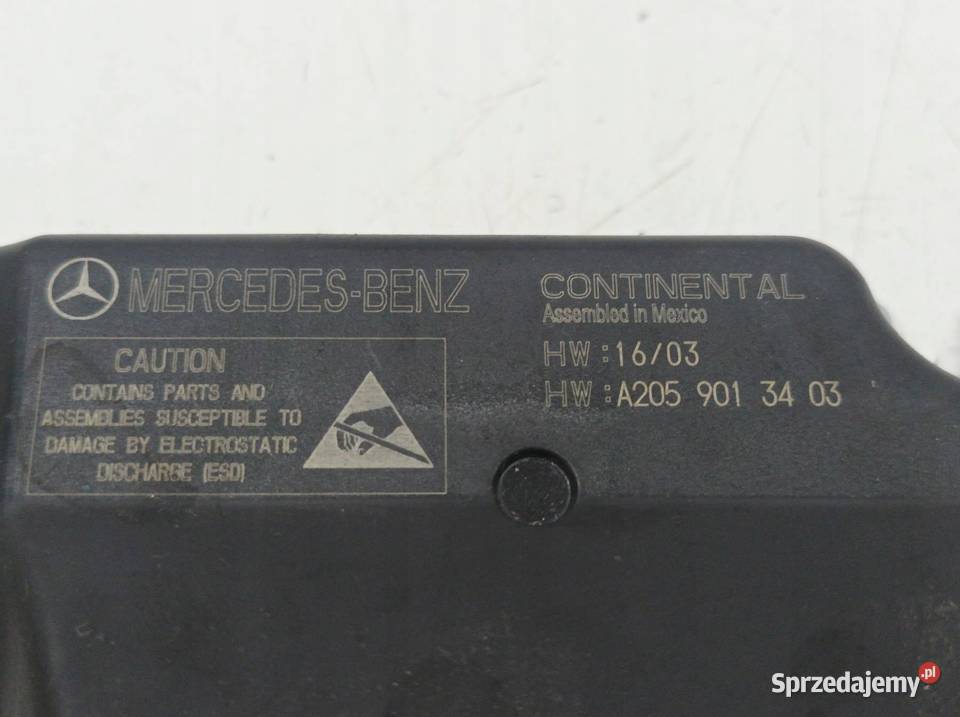 MERCEDES-BENZ
CAUTION
CONTAINS PARTS AND
ASSEMBLIES SUSCEPTIBLE TO
DAMAGE BY ELECTROSTATIC
DISCHARGE (ESD)
CONTINENTAL
Assembled in Mexico
HW:16/03
HW:A205 901 34 03
Sprzedajemy.pl